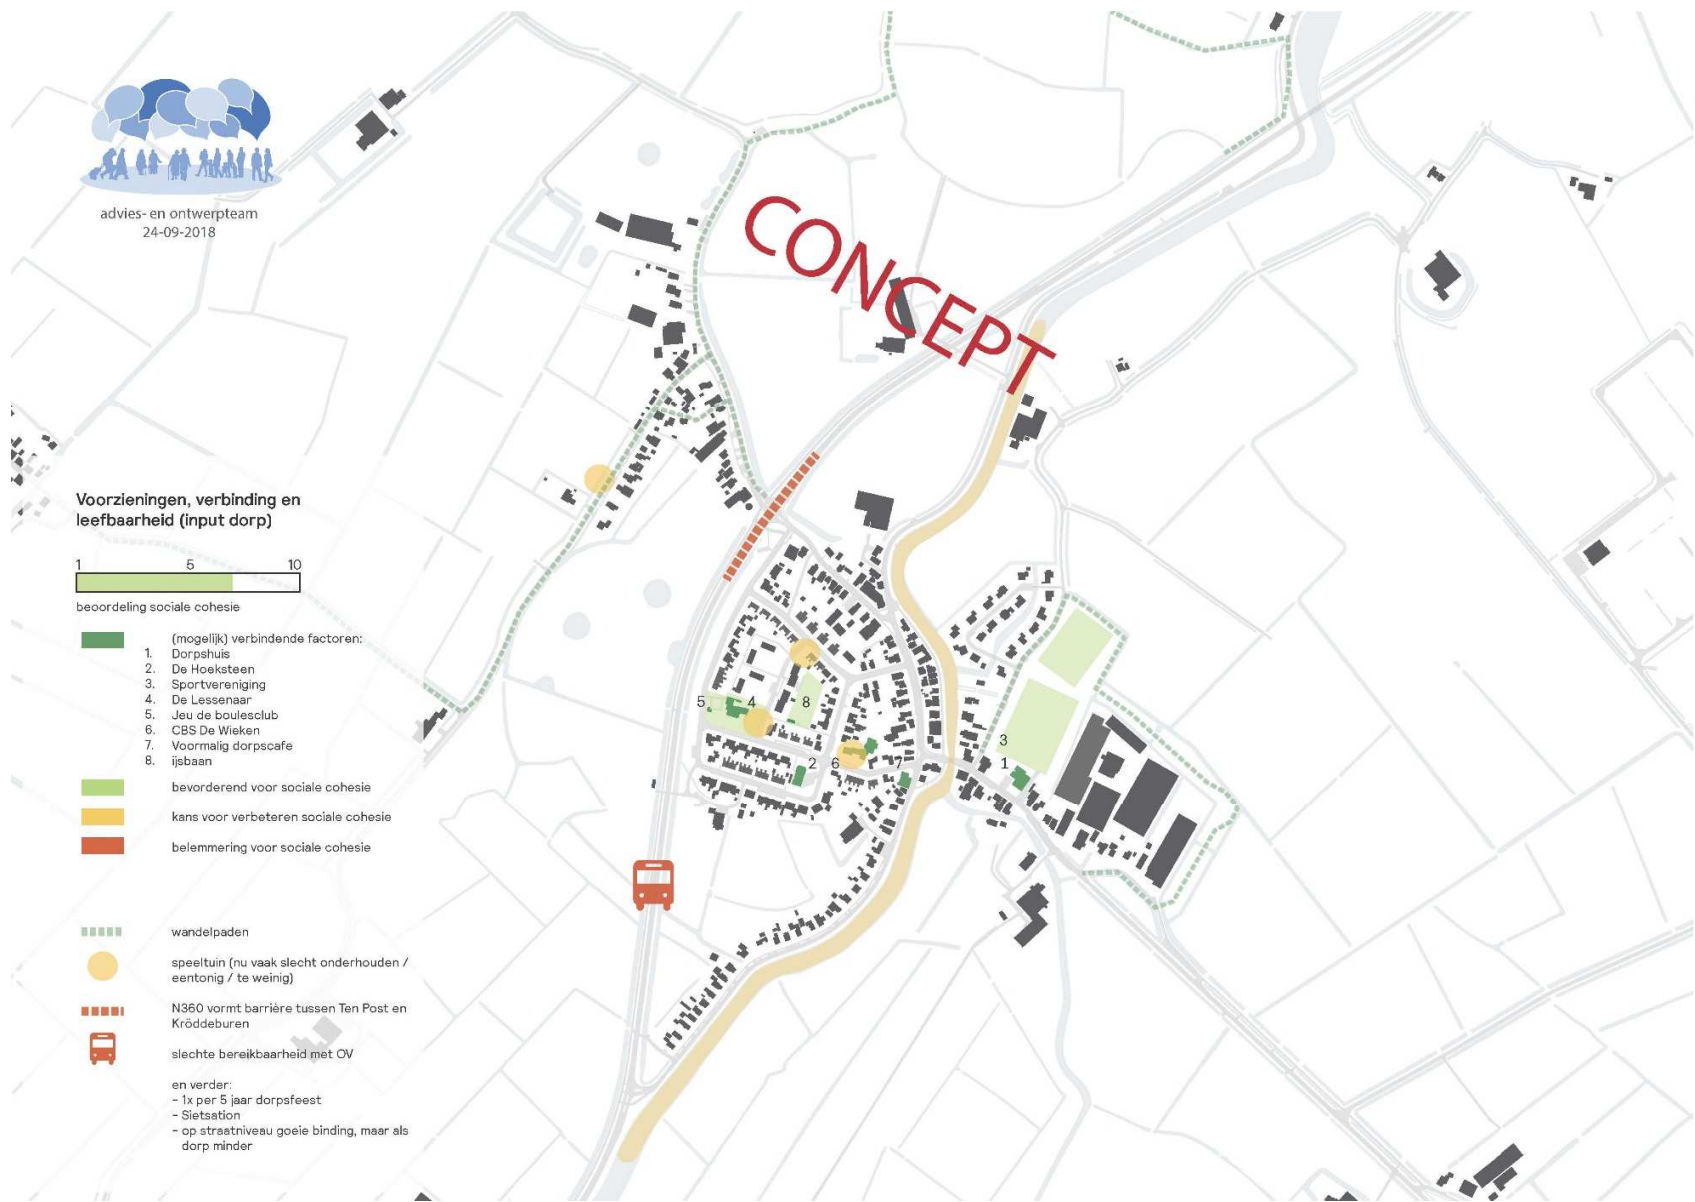 advies- en ontwerpteam
24-09-2018
CONCEPT
Voorzieningen, verbinding en
leefbaarheid (input dorp)
1 5 10
beoordeling sociale cohesie
(mogelijk) verbindende factoren:
1. Dorpshuis
2. De Hoeksteen
3. Sportvereniging
4. De Lessenaar
5. Jeu de boulesclub
6. CBS De Wieken
7. Voormalig dorpscafe
8. ijsbaan
bevorderend voor sociale cohesie
kans voor verbeteren sociale cohesie
belemmering voor sociale cohesie
wandelpaden
speeltuin (nu vaak slecht onderhouden /
eentonig / te weinig)
N360 vormt barrière tussen Ten Post en
Kröddeburen
slechte bereikbaarheid met OV
en verder:
- 1x per 5 jaar dorpsfeest
- Sietsation
- op straatniveau goeie binding, maar als
dorp minder
5 4 8
3
2 6 7 1